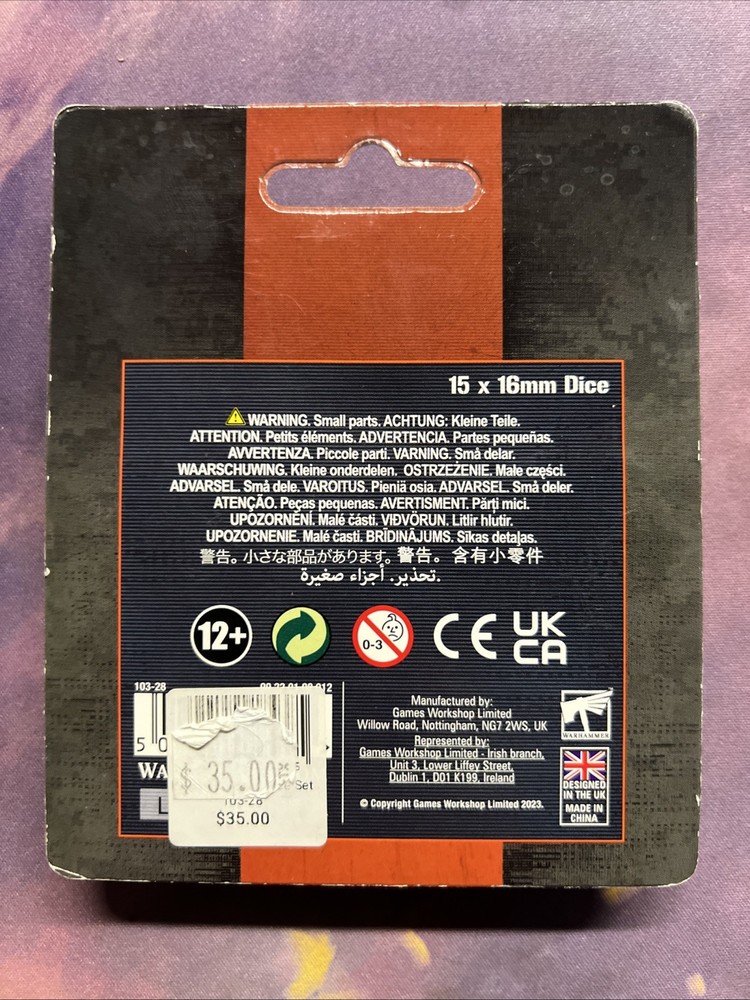 15 x 16mm Dice
WARNING. Small parts. ACHTUNG: Kleine Teile.
ATTENTION. Petits éléments. ADVERTENCIA. Partes pequeñas.
AVVERTENZA. Piccole parti. VARNING. Små delar.
WAARSCHUWING. Kleine onderdelen. OSTRZEŻENIE. Małe części.
ADVARSEL. Små dele. VAROITUS. Pieniä osia. ADVARSEL. Små deler.
ATENÇÃO. Peças pequenas. AVERTISMENT. Părți mici.
UPOZORNĚNÍ. Malé části. VIÐVÖRUN. Litlir hlutir.
UPOZORNENIE. Malé časti. BRĪDINĀJUMS. Sīkas detaļas.
警告。小さな部品があります。警告。含有小零件
تحذير. أجزاء صغيرة.
12+
0-3
CE
UK
CA
103-28
$ 35.00
Set
103-28
$35.00
Manufactured by:
Games Workshop Limited
Willow Road, Nottingham, NG7 2WS, UK
Represented by:
Games Workshop Limited - Irish branch,
Unit 3, Lower Liffey Street,
Dublin 1, D01 K199, Ireland
© Copyright Games Workshop Limited 2023.
WARHAMMER
DESIGNED
IN THE UK
MADE IN
CHINA